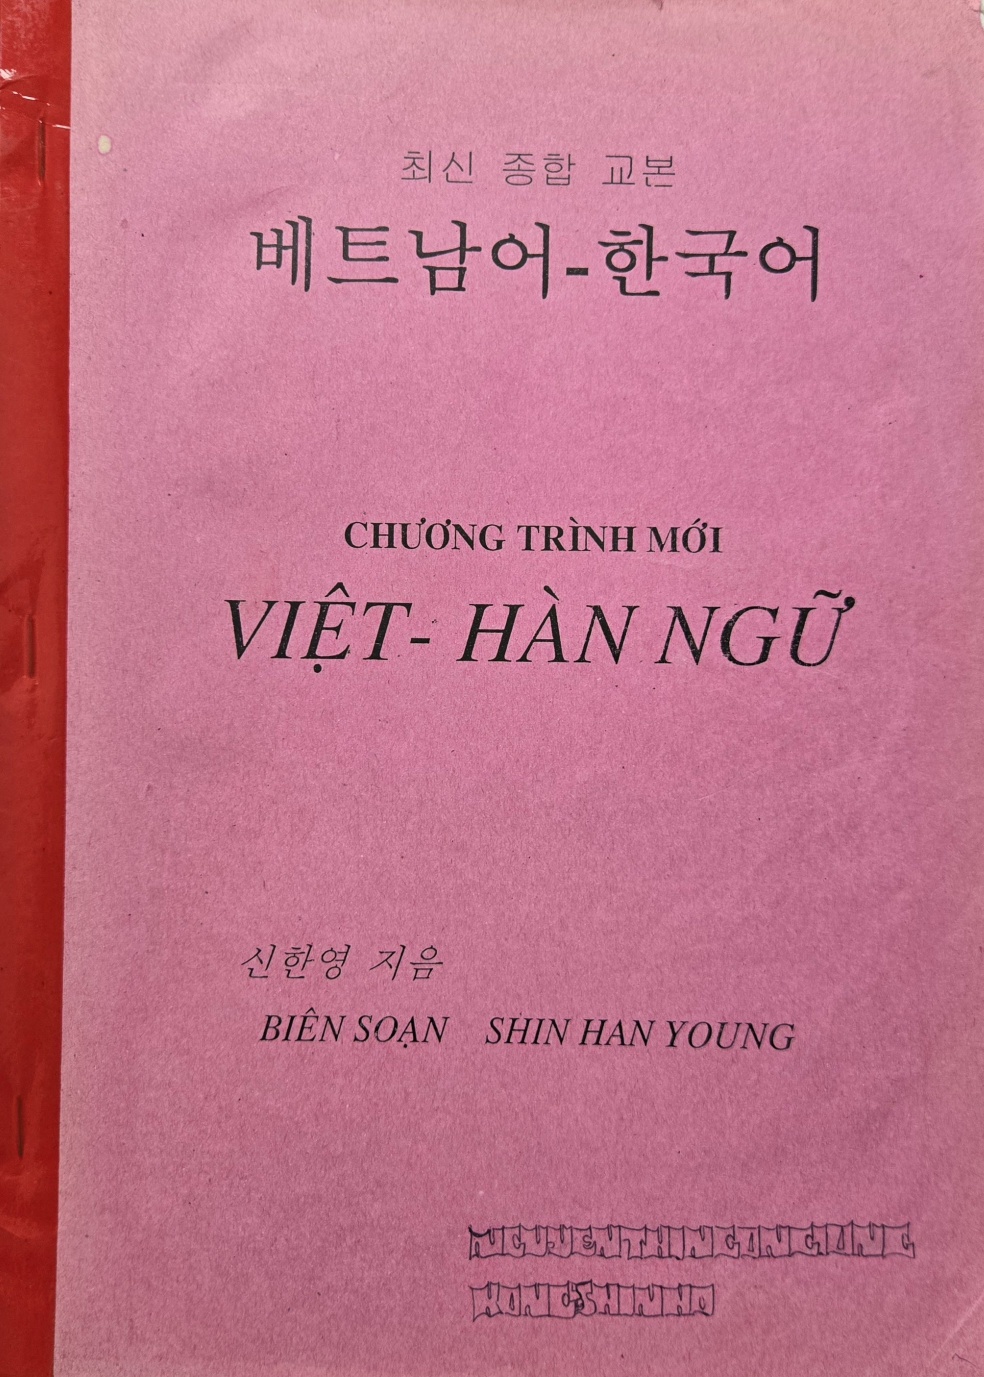 최신 종합 교본
베트남어-한국어
CHƯƠNG TRÌNH MỚI
VIỆT- HÀN NGỮ
신한영 지음
BIÊN SOẠN SHIN HAN YOUNG